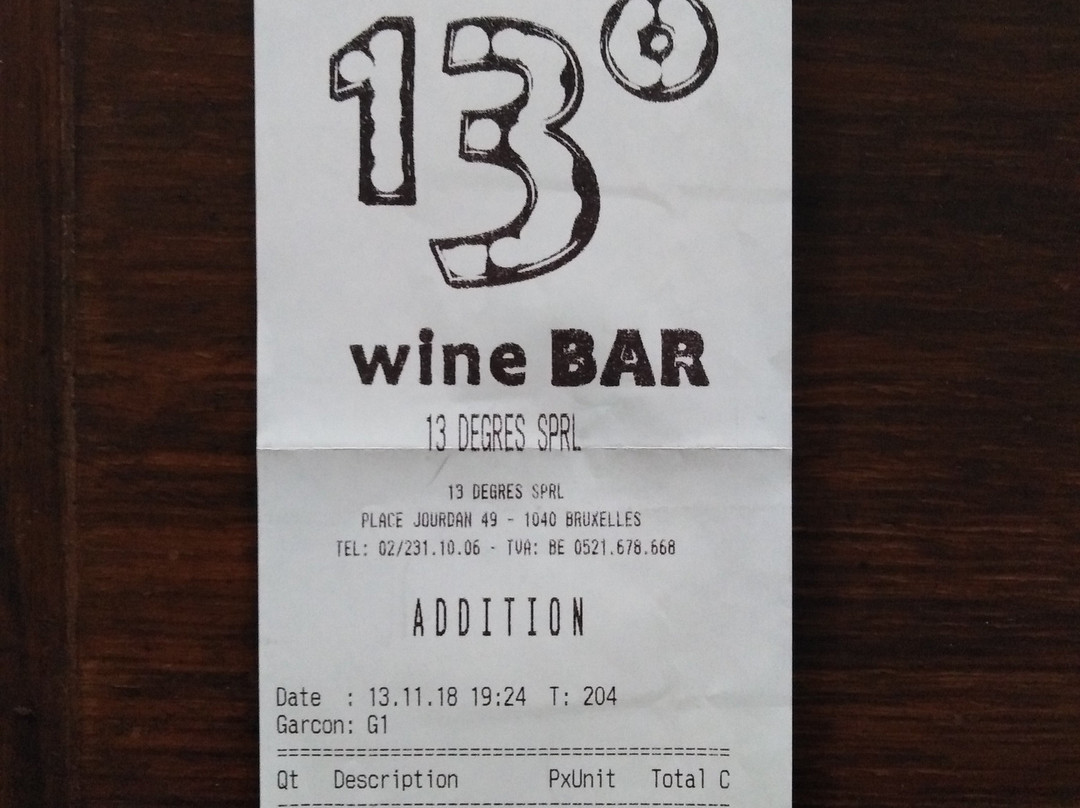 13°
wine BAR
13 DEGRES SPRL
13 DEGRES SPRL
PLACE JOURDAN 49 - 1040 BRUXELLES
TEL: 02/231.10.06 - TVA: BE 0521.678.668
ADDITION
Date : 13.11.18 19:24 T: 204
Garcon: G1
========================================
Qt Description PxUnit Total C
----------------------------------------